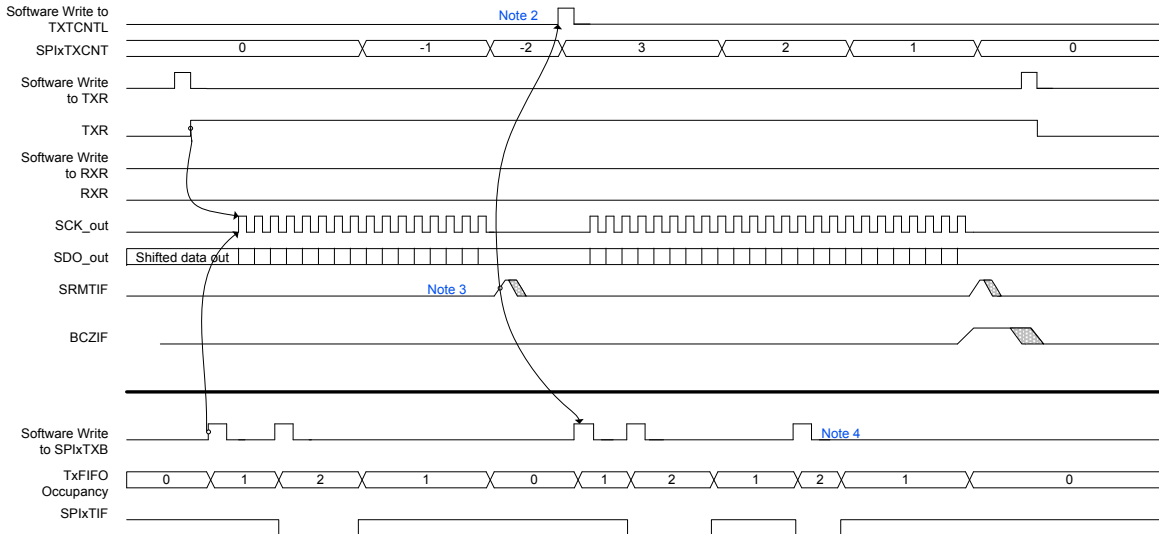 Software Write to
TXTCNTL
Note 2
SPIxTXCNT
0 -1 -2 3 2 1 0
Software Write
to TXR
TXR
Software Write
to RXR
RXR
SCK_out
SDO_out
Shifted data out
SRMTIF
Note 3
BCZIF
Software Write
to SPIxTXB
Note 4
TxFIFO
Occupancy
0 1 2 1 0 1 2 1 2 1 0
SPIxTIF